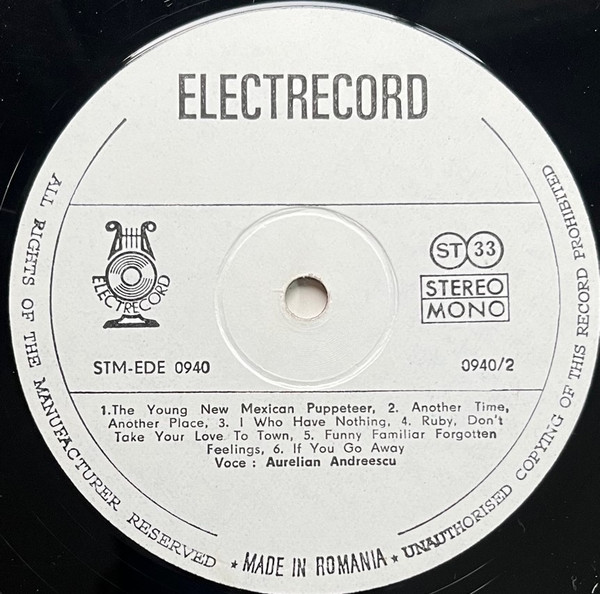 ELECTRECORD
ELECTRECORD
ST 33
STEREO
MONO
STM-EDE 0940
0940/2
1.The Young New Mexican Puppeteer, 2. Another Time,
Another Place, 3. I Who Have Nothing, 4. Ruby, Don't
Take Your Love To Town, 5. Funny Familiar Forgotten
Feelings, 6. If You Go Away
Voce : Aurelian Andreescu
ALL RIGHTS OF THE MANUFACTURER RESERVED * MADE IN ROMANIA * UNAUTHORISED COPYING OF THIS RECORD PROHIBITED